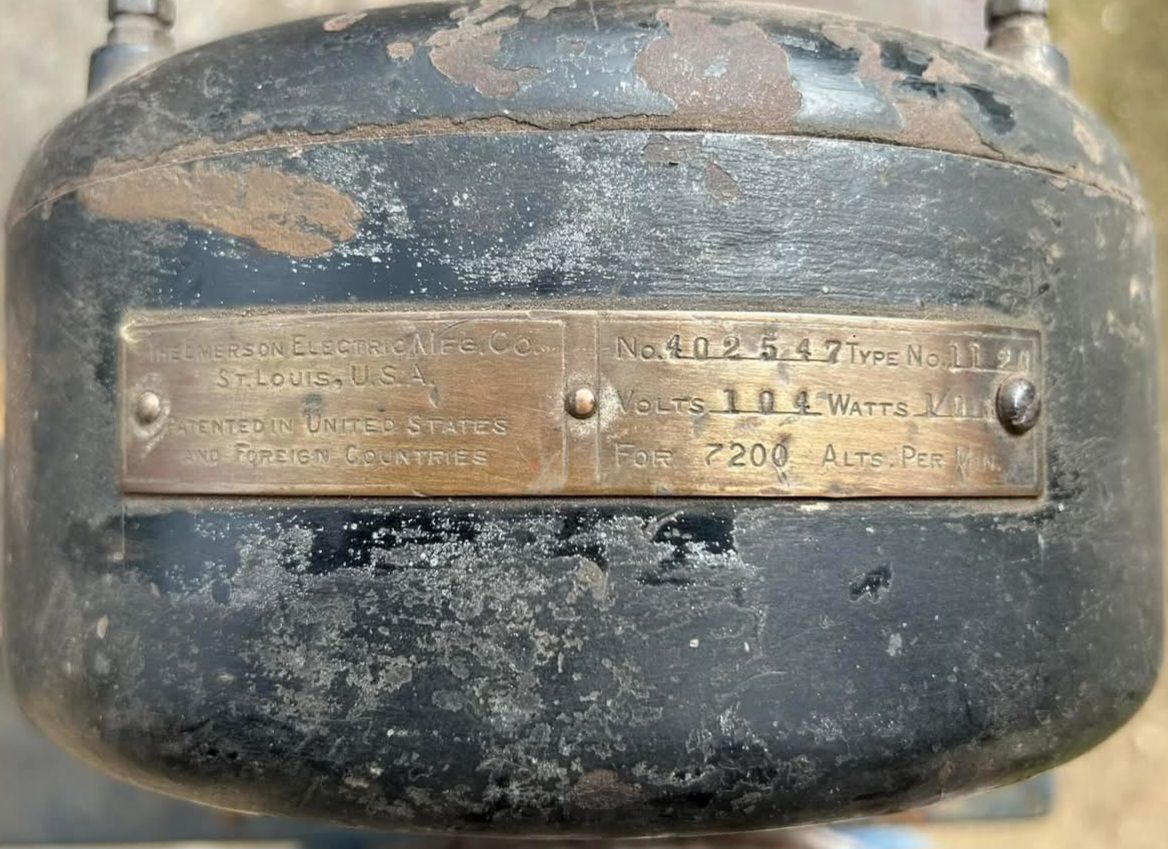 THE EMERSON ELECTRIC MFG. CO.
ST. LOUIS, U.S.A.
PATENTED IN UNITED STATES
AND FOREIGN COUNTRIES
No. 402547 TYPE No.
VOLTS 104 WATTS
FOR 7200 ALTS. PER MIN.